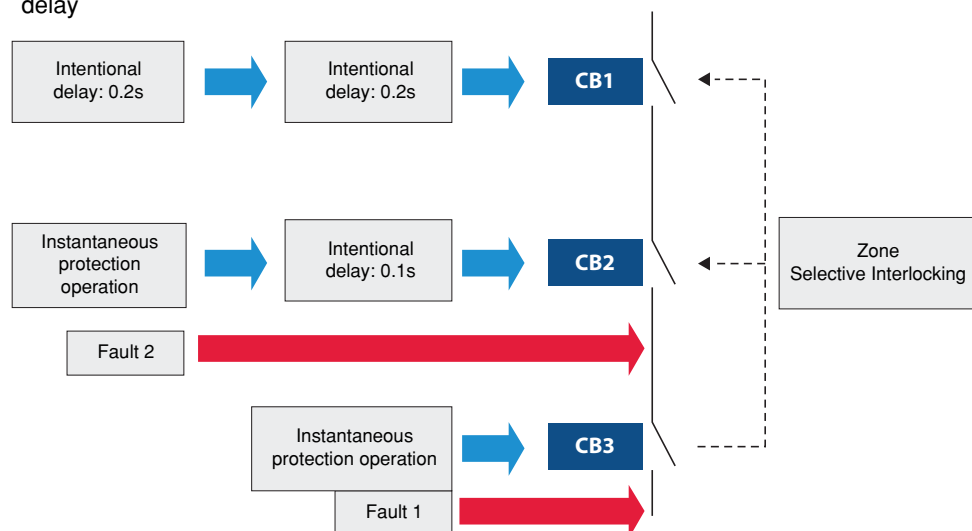 delay
Intentional
delay: 0.2s
Intentional
delay: 0.2s
CB1
Instantaneous
protection
operation
Intentional
delay: 0.1s
CB2
Zone
Selective Interlocking
Fault 2
Instantaneous
protection operation
CB3
Fault 1